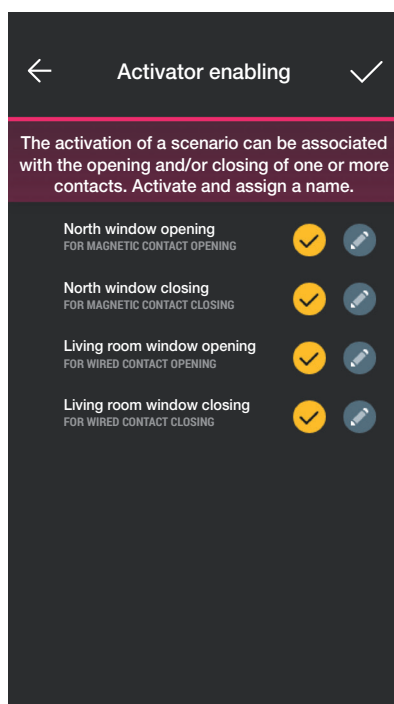 Activator enabling
The activation of a scenario can be associated
with the opening and/or closing of one or more
contacts. Activate and assign a name.
North window opening
FOR MAGNETIC CONTACT OPENING
North window closing
FOR MAGNETIC CONTACT CLOSING
Living room window opening
FOR WIRED CONTACT OPENING
Living room window closing
FOR WIRED CONTACT CLOSING